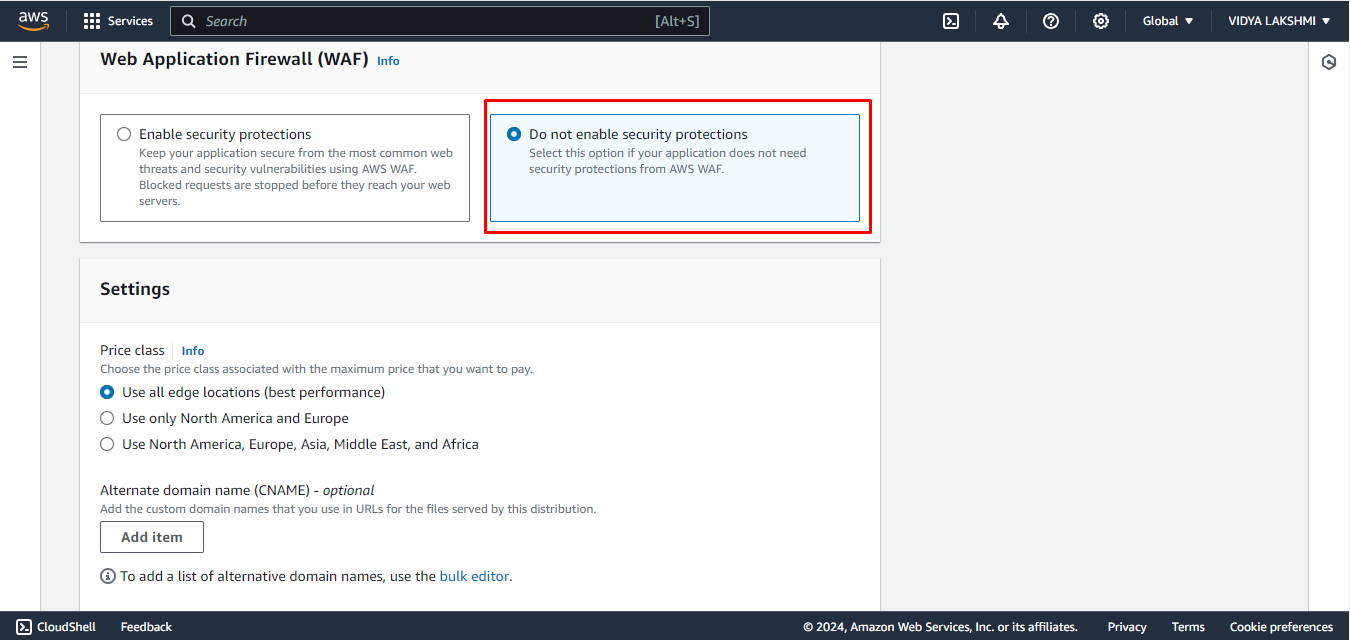 aws
Services
Search
[Alt+S]
Global
VIDYA LAKSHMI
Web Application Firewall (WAF) Info
Enable security protections
Keep your application secure from the most common web
threats and security vulnerabilities using AWS WAF.
Blocked requests are stopped before they reach your web
servers.
Do not enable security protections
Select this option if your application does not need
security protections from AWS WAF.
Settings
Price class Info
Choose the price class associated with the maximum price that you want to pay.
Use all edge locations (best performance)
Use only North America and Europe
Use North America, Europe, Asia, Middle East, and Africa
Alternate domain name (CNAME) - optional
Add the custom domain names that you use in URLs for the files served by this distribution.
Add item
To add a list of alternative domain names, use the bulk editor.
CloudShell
Feedback
© 2024, Amazon Web Services, Inc. or its affiliates.
Privacy
Terms
Cookie preferences